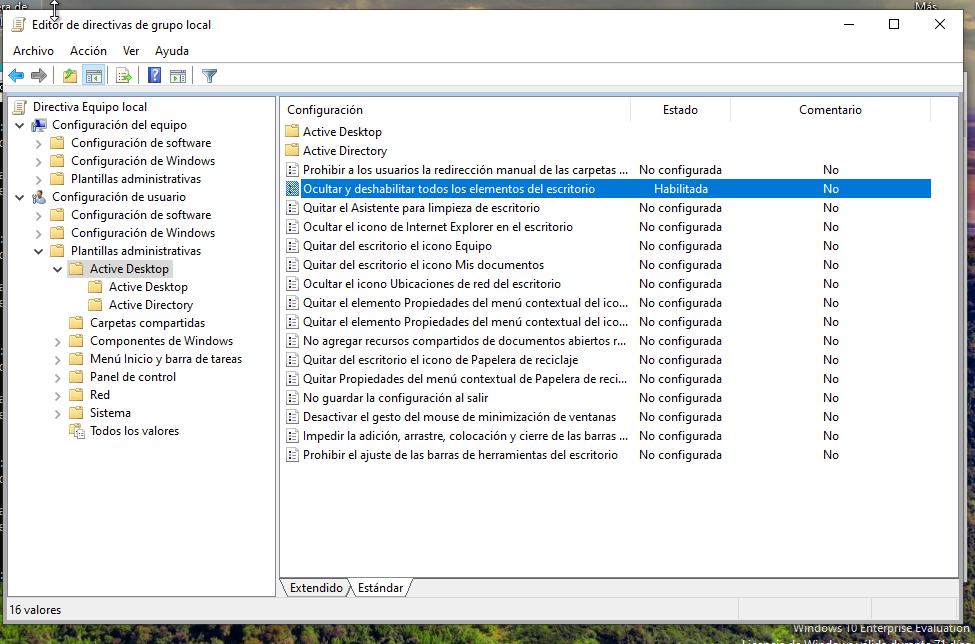 era de
Más
Editor de directivas de grupo local
Archivo Acción Ver Ayuda
Directiva Equipo local
Configuración del equipo
Configuración de software
Configuración de Windows
Plantillas administrativas
Configuración de usuario
Configuración de software
Configuración de Windows
Plantillas administrativas
Active Desktop
Active Desktop
Active Directory
Carpetas compartidas
Componentes de Windows
Menú Inicio y barra de tareas
Panel de control
Red
Sistema
Todos los valores
Configuración Estado Comentario
Active Desktop
Active Directory
Prohibir a los usuarios la redirección manual de las carpetas ... No configurada No
Ocultar y deshabilitar todos los elementos del escritorio Habilitada No
Quitar el Asistente para limpieza de escritorio No configurada No
Ocultar el icono de Internet Explorer en el escritorio No configurada No
Quitar del escritorio el icono Equipo No configurada No
Quitar del escritorio el icono Mis documentos No configurada No
Ocultar el icono Ubicaciones de red del escritorio No configurada No
Quitar el elemento Propiedades del menú contextual del ico... No configurada No
Quitar el elemento Propiedades del menú contextual del ico... No configurada No
No agregar recursos compartidos de documentos abiertos r... No configurada No
Quitar del escritorio el icono de Papelera de reciclaje No configurada No
Quitar Propiedades del menú contextual de Papelera de reci... No configurada No
No guardar la configuración al salir No configurada No
Desactivar el gesto del mouse de minimización de ventanas No configurada No
Impedir la adición, arrastre, colocación y cierre de las barras ... No configurada No
Prohibir el ajuste de las barras de herramientas del escritorio No configurada No
Extendido Estándar
16 valores
Windows 10 Enterprise Evaluation
Licencia de Windows válida durante 71 día